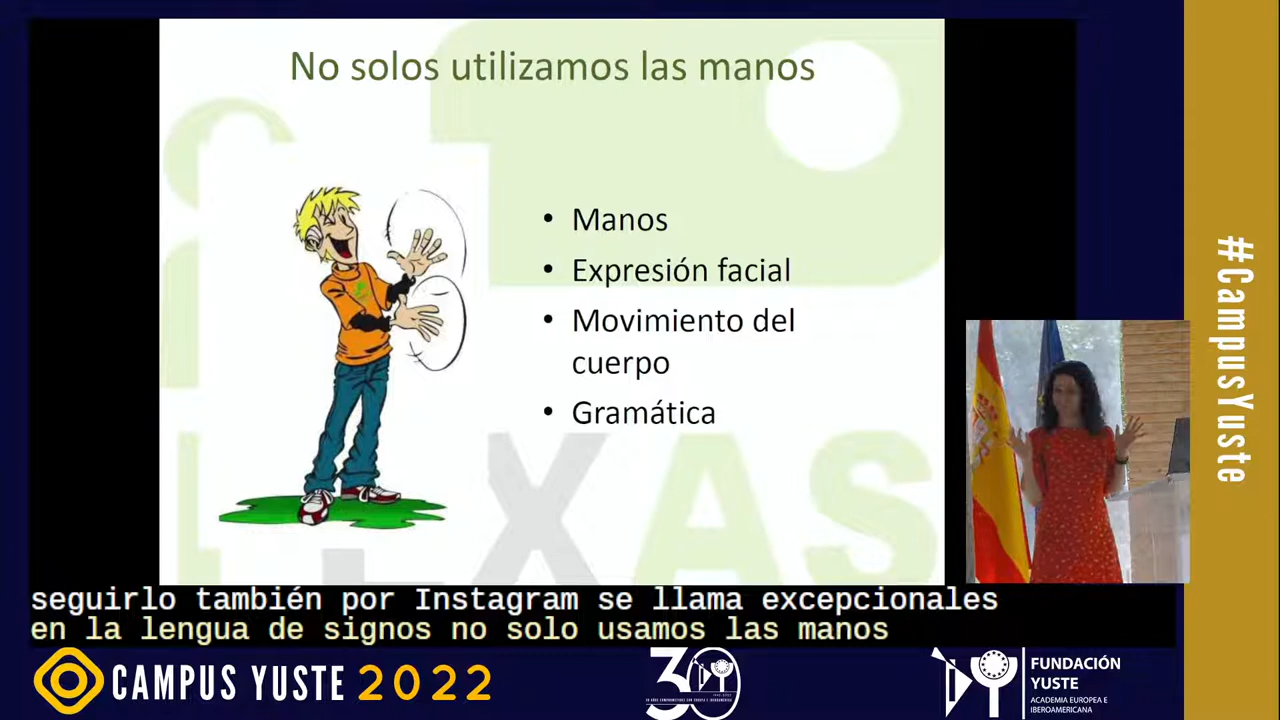 No solos utilizamos las manos
• Manos
• Expresión facial
• Movimiento del
cuerpo
• Gramática
XAS
#CampusYuste
seguirlo también por Instagram se llama excepcionales
en la lengua de signos no solo usamos las manos
CAMPUS YUSTE 2022
30
FUNDACIÓN
YUSTE
ACADEMIA EUROPEA E
IBEROAMERICANA